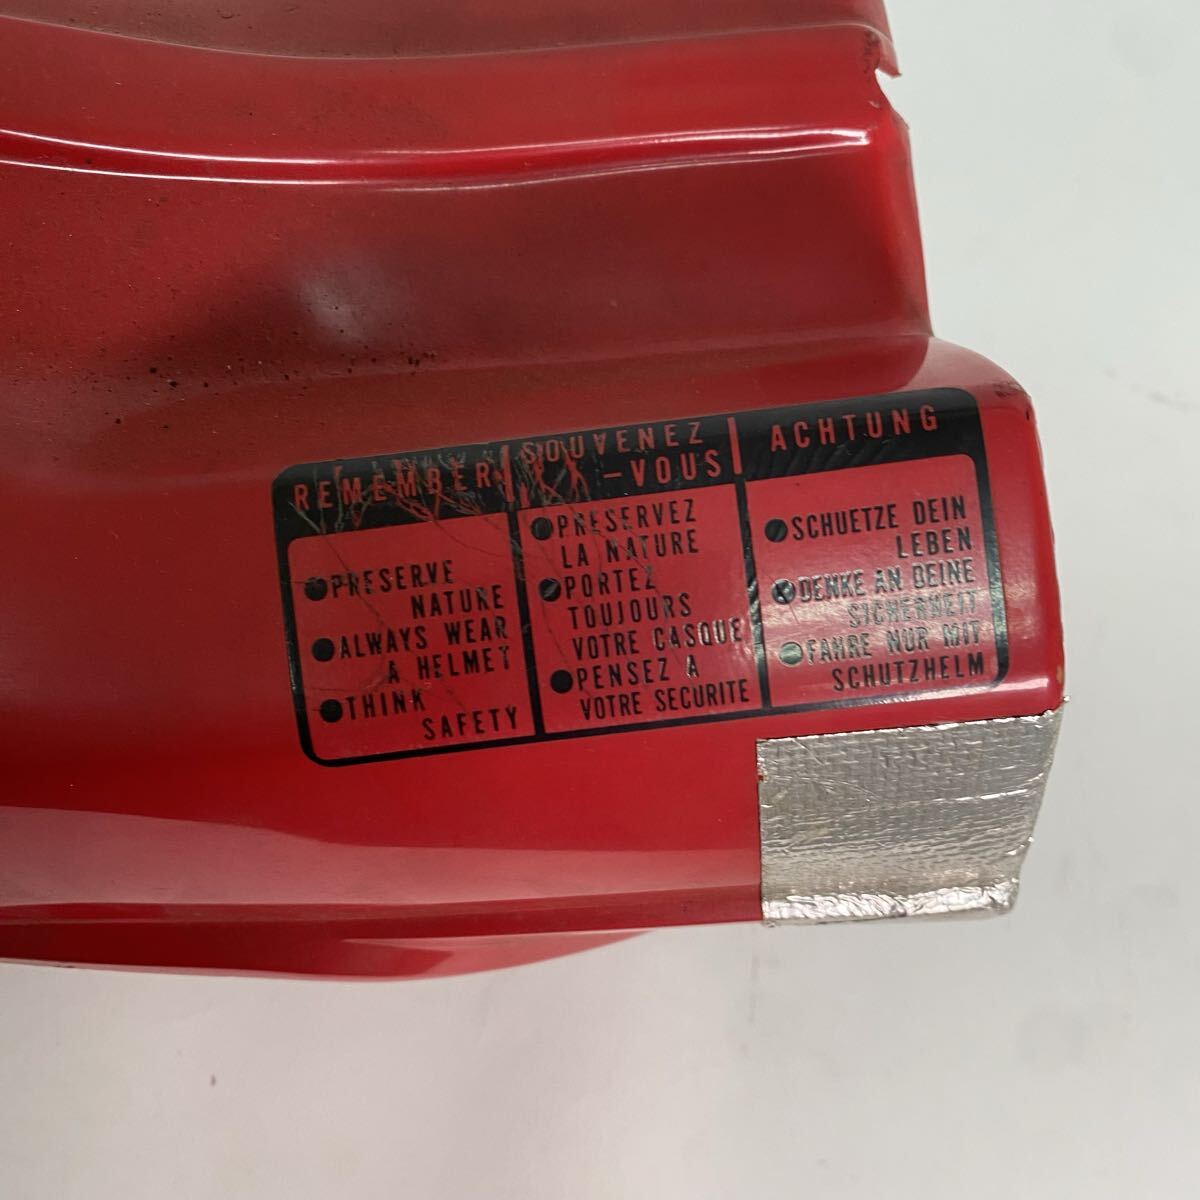 REMEMBER
PRESERVE
NATURE
ALWAYS WEAR
A HELMET
THINK
SAFETY
SOUVENEZ
-VOUS
PRESERVEZ
LA NATURE
PORTEZ
TOUJOURS
VOTRE CASQUE
PENSEZ A
VOTRE SECURITE
ACHTUNG
SCHUETZE DEIN
LEBEN
DENKE AN DEINE
SICHERHEIT
FAHRE NUR MIT
SCHUTZHELM